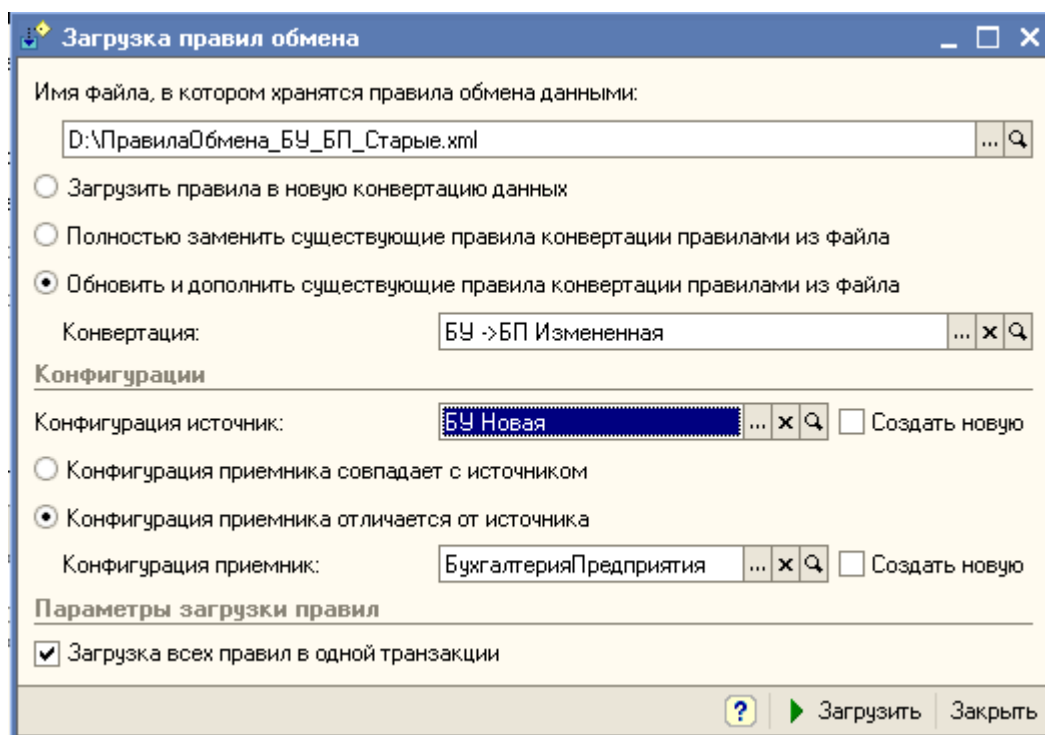 Загрузка правил обмена
Имя файла, в котором хранятся правила обмена данными:
D:\ПравилаОбмена_БУ_БП_Старые.xml ...
Загрузить правила в новую конвертацию данных
Полностью заменить существующие правила конвертации правилами из файла
Обновить и дополнить существующие правила конвертации правилами из файла
Конвертация: БУ ->БП Измененная ... x
Конфигурации
Конфигурация источник: БУ Новая ... x Создать новую
Конфигурация приемника совпадает с источником
Конфигурация приемника отличается от источника
Конфигурация приемник: БухгалтерияПредприятия ... x Создать новую
Параметры загрузки правил
Загрузка всех правил в одной транзакции
? Загрузить Закрыть